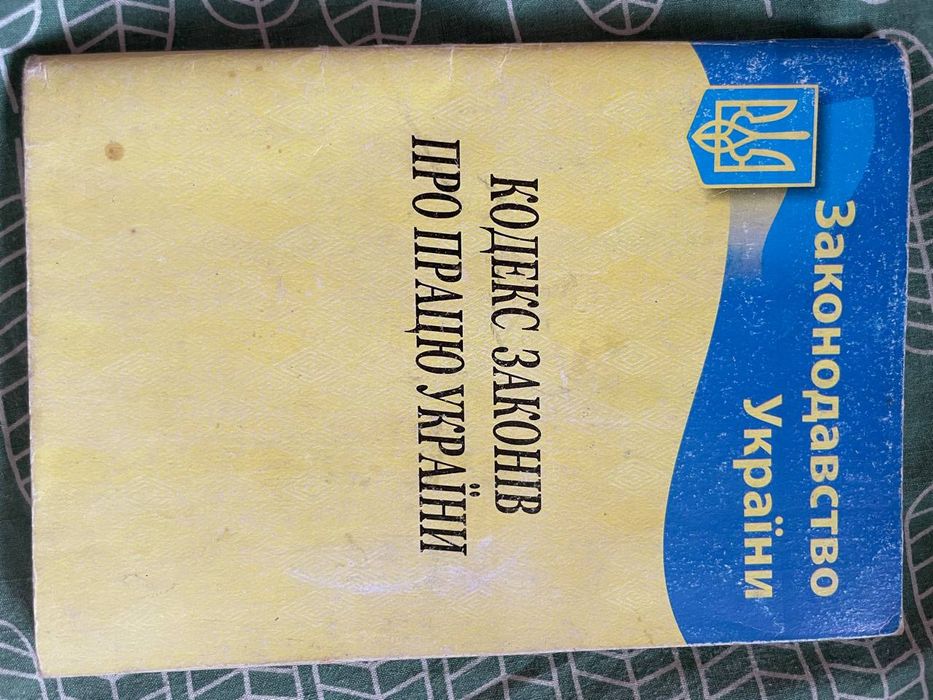 Законодавство
України
КОДЕКС ЗАКОНІВ
ПРО ПРАЦЮ УКРАЇНИ